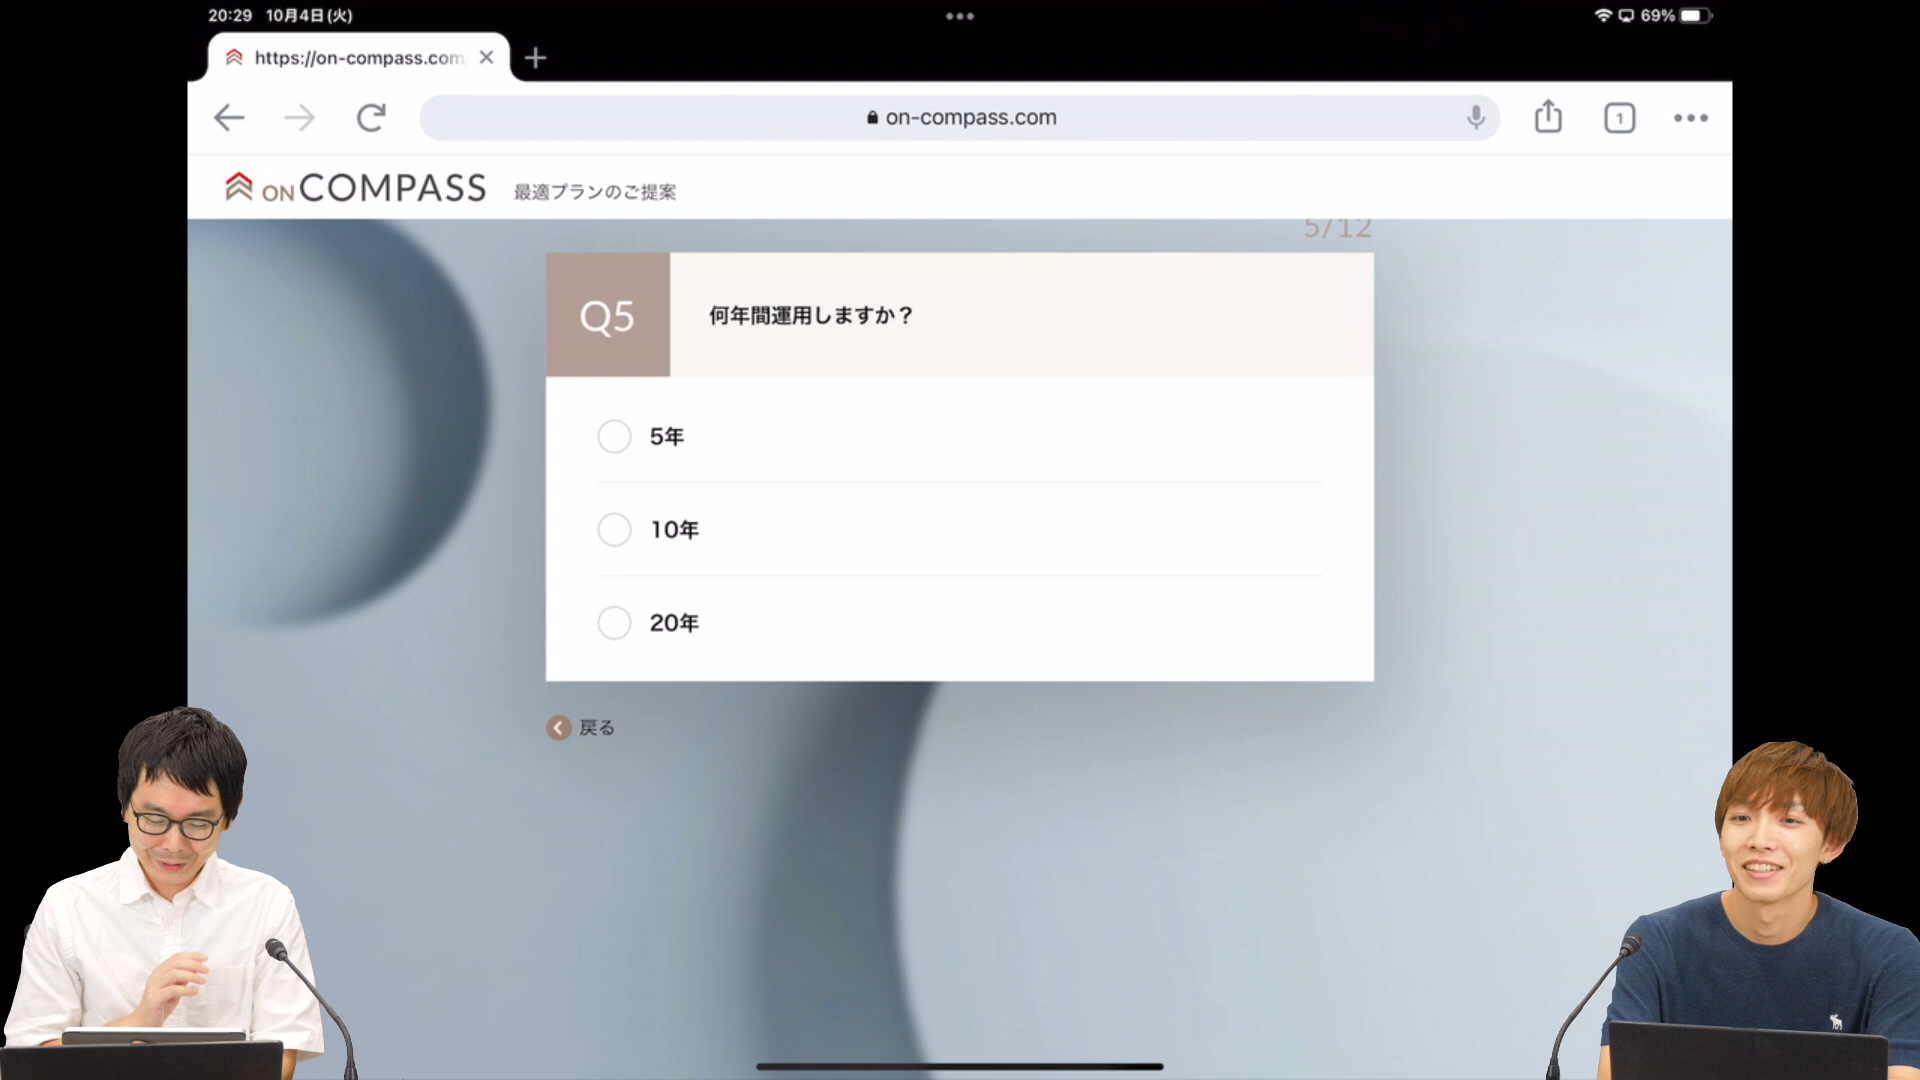 20:29 10月4日(火)
69%
https://on-compass.com/
on-compass.com
1
ON COMPASS 最適プランのご提案
5/12
Q5 何年間運用しますか？
5年
10年
20年
戻る